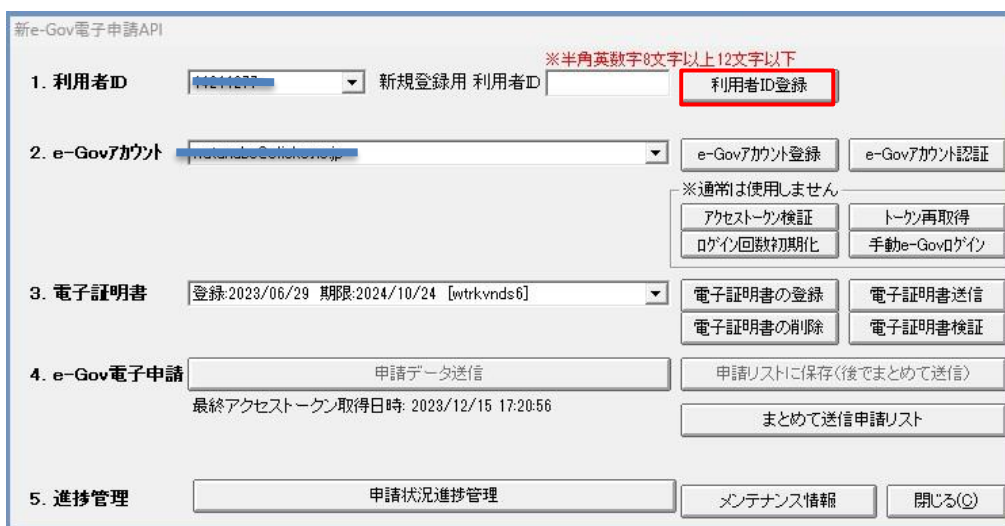 新e-Gov電子申請API
※半角英数字8文字以上12文字以下
1. 利用者ID 新規登録用 利用者ID 利用者ID登録
2. e-Govアカウント e-Govアカウント登録 e-Govアカウント認証
※通常は使用しません
アクセストークン検証 トークン再取得
ログイン回数初期化 手動e-Govログイン
3. 電子証明書 登録:2023/06/29 期限:2024/10/24 [wtrkvnds6] 電子証明書の登録 電子証明書送信
電子証明書の削除 電子証明書検証
4. e-Gov電子申請 申請データ送信 申請リストに保存(後でまとめて送信)
最終アクセストークン取得日時: 2023/12/15 17:20:56
まとめて送信申請リスト
5. 進捗管理 申請状況進捗管理 メンテナンス情報 閉じる(C)